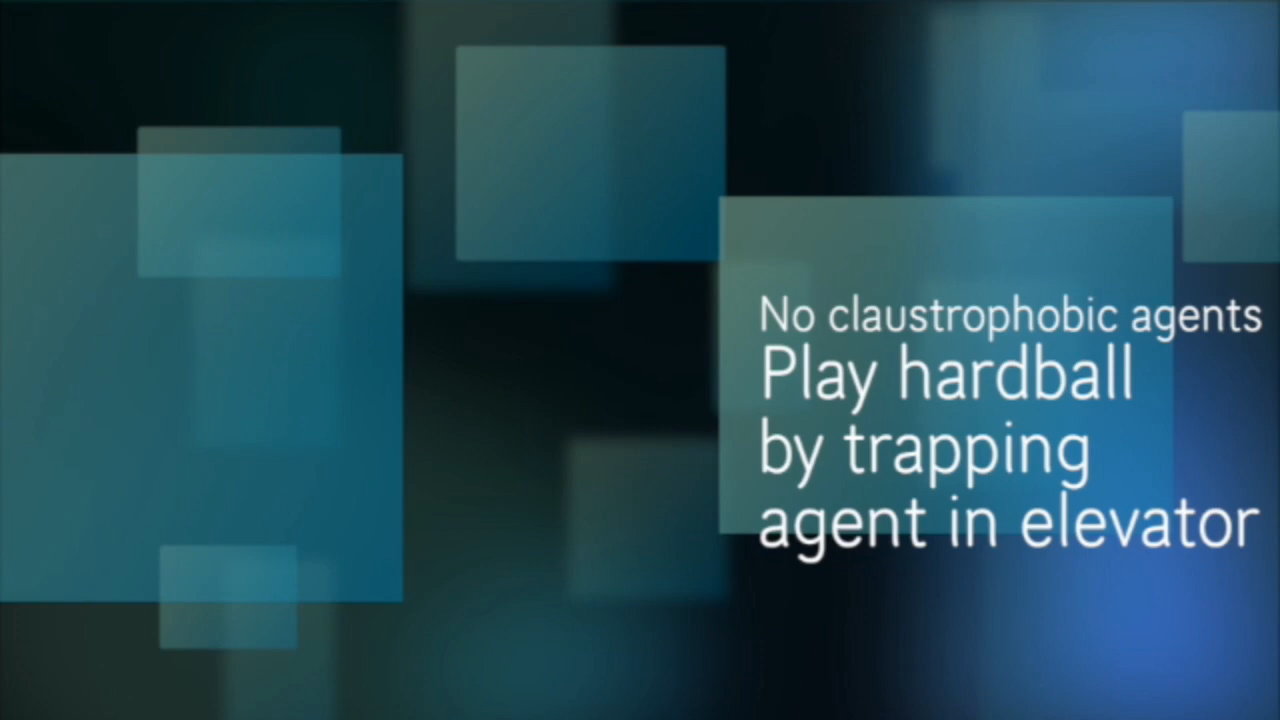 No claustrophobic agents
Play hardball
by trapping
agent in elevator